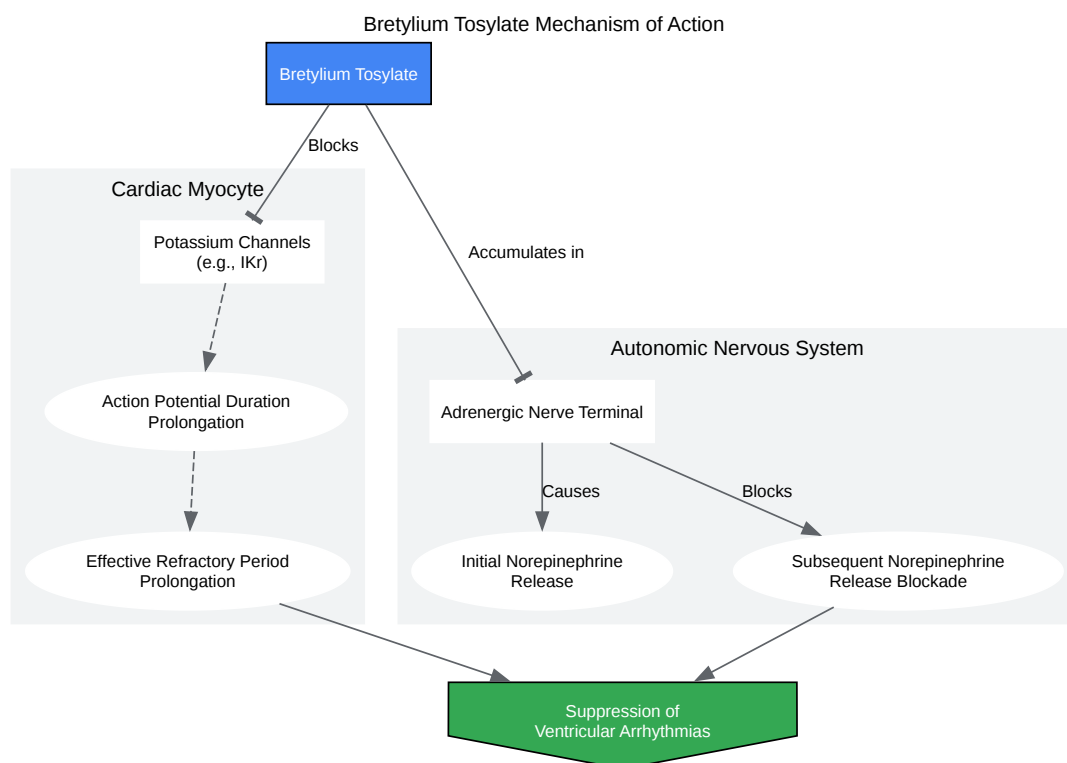 Bretylium Tosylate Mechanism of Action
Bretylium Tosylate
Blocks
Cardiac Myocyte
Potassium Channels
(e.g., IKr)
Accumulates in
Autonomic Nervous System
Action Potential Duration
Prolongation
Adrenergic Nerve Terminal
Causes
Blocks
Effective Refractory Period
Prolongation
Initial Norepinephrine
Release
Subsequent Norepinephrine
Release Blockade
Suppression of
Ventricular Arrhythmias